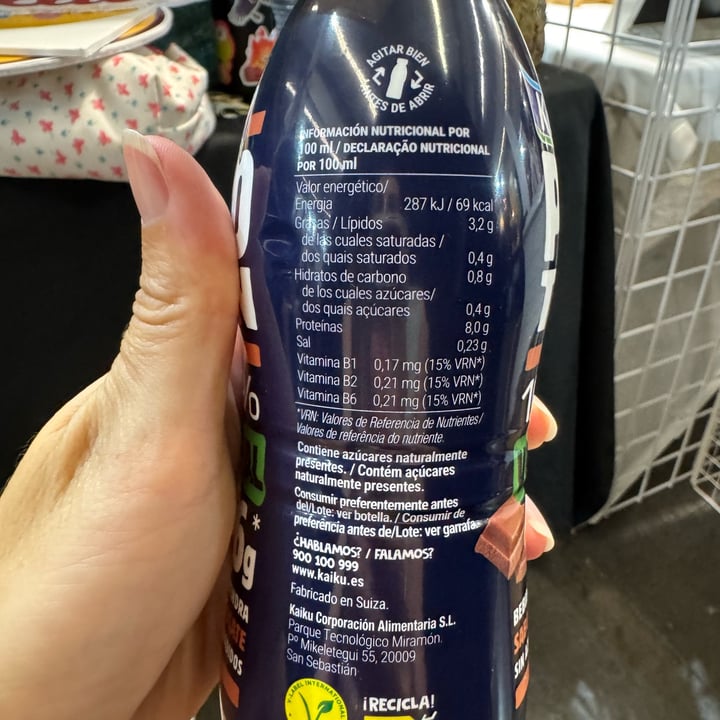 AGITAR BIEN
ANTES DE ABRIR
INFORMACIÓN NUTRICIONAL POR
100 ml / DECLARAÇÃO NUTRICIONAL
POR 100 ml
Valor energético/
Energia 287 kJ / 69 kcal
Grasas / Lípidos 3,2 g
de las cuales saturadas /
dos quais saturados 0,4 g
Hidratos de carbono 0,8 g
de los cuales azúcares/
dos quais açúcares 0,4 g
Proteínas 8,0 g
Sal 0,23 g
Vitamina B1 0,17 mg (15% VRN*)
Vitamina B2 0,21 mg (15% VRN*)
Vitamina B6 0,21 mg (15% VRN*)
*VRN: Valores de Referencia de Nutrientes/
Valores de referência do nutriente.
Contiene azúcares naturalmente
presentes. / Contém açúcares
naturalmente presentes.
Consumir preferentemente antes
del/Lote: ver botella. / Consumir de
preferência antes de/Lote: ver garrafa.
¿HABLAMOS? / FALAMOS?
900 100 999
www.kaiku.es
Fabricado en Suiza.
Kaiku Corporación Alimentaria S.L.
Parque Tecnológico Miramón.
pº Mikeletegui 55, 20009
San Sebastián
V-LABEL INTERNATIONAL
¡RECICLA!